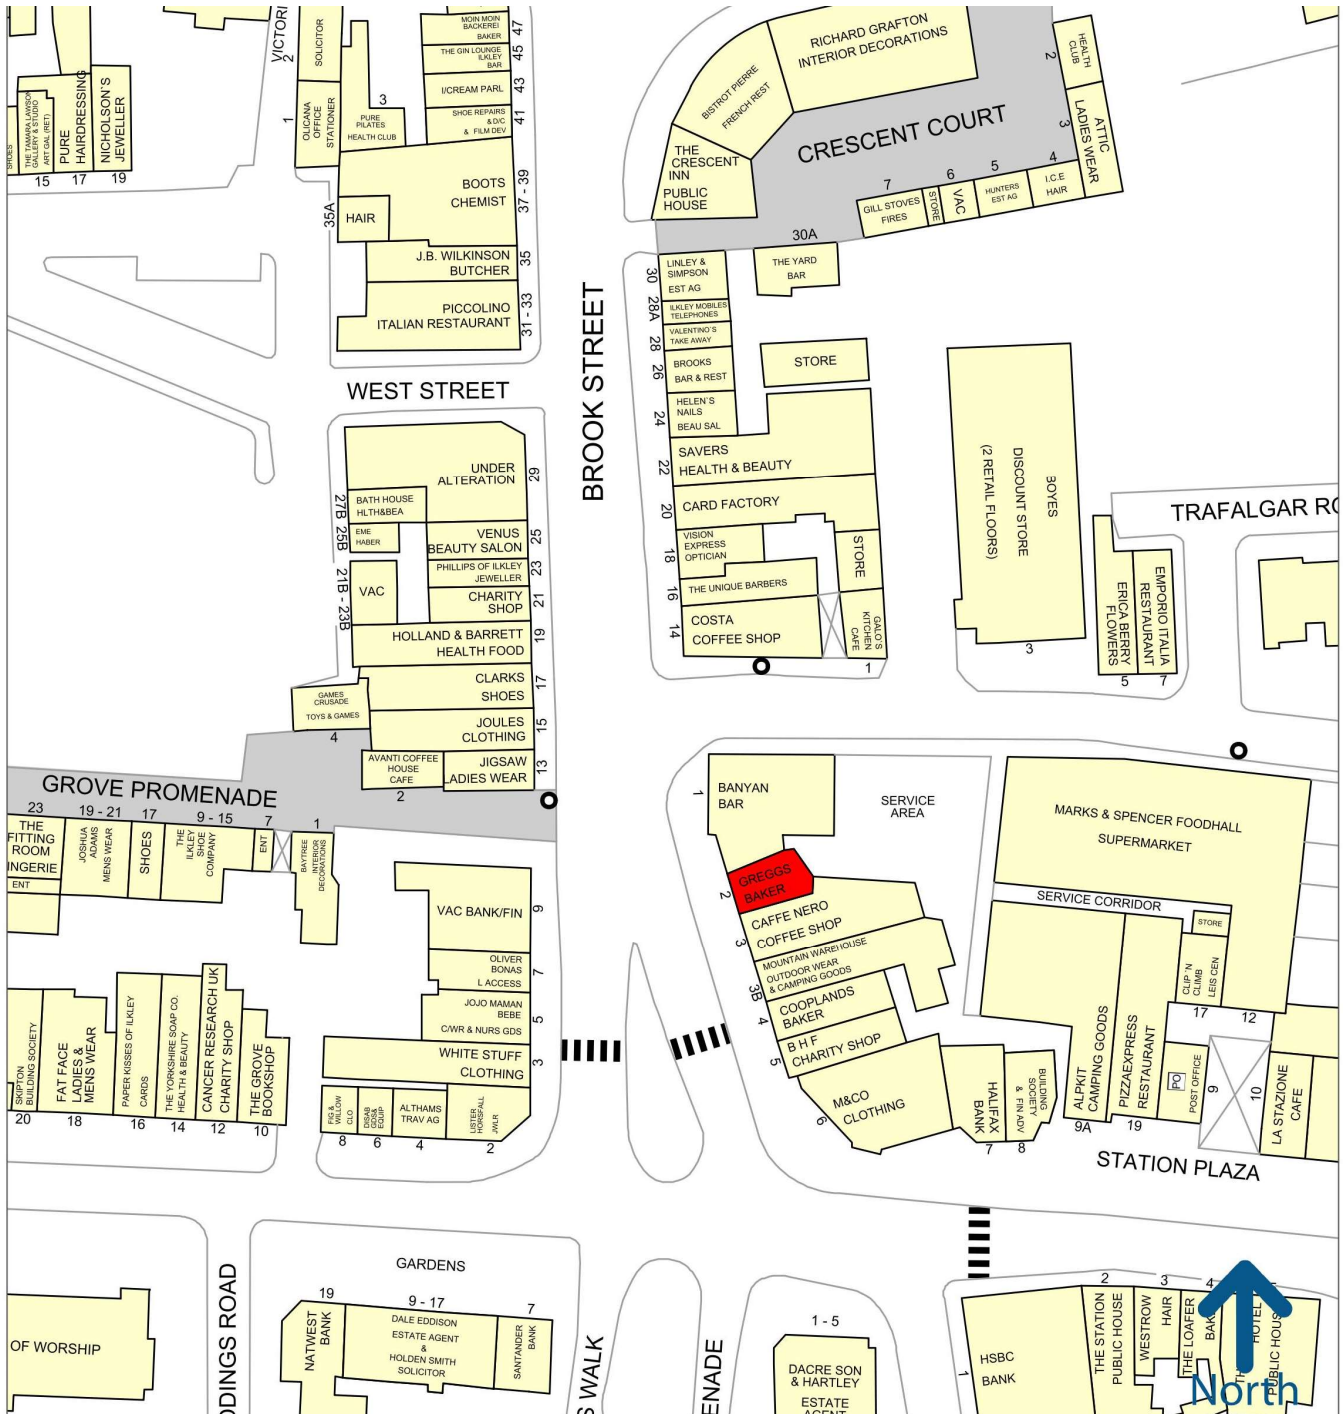 VICTORI
2
SOLICITOR
MOIN MOIN
BACKEREI
BAKER
47
THE GIN LOUNGE
ILKLEY
BAR
45
I/CREAM PARL
43
SHOE REPAIRS
& D/C
& FILM DEV
41
1
OLICANA
OFFICE
STATIONER
3
PURE
PILATES
HEALTH CLUB
SHOES
THE TAMARA LAWSON
GALLERY & STUDIO
ART GAL (RET)
PURE
HAIRDRESSING
NICHOLSON'S
JEWELLER
15
17
19
BOOTS
CHEMIST
37 - 39
35A
HAIR
J.B. WILKINSON
BUTCHER
35
PICCOLINO
ITALIAN RESTAURANT
31 - 33
RICHARD GRAFTON
INTERIOR DECORATIONS
BISTROT PIERRE
FRENCH REST
THE
CRESCENT
INN
PUBLIC
HOUSE
CRESCENT COURT
2
HEALTH
CLUB
3
ATTIC
LADIES WEAR
7
GILL STOVES
FIRES
STORE
6
VAC
5
HUNTERS
EST AG
4
I.C.E
HAIR
30A
THE YARD
BAR
30
LINLEY &
SIMPSON
EST AG
28A
ILKLEY MOBILES
TELEPHONES
28
VALENTINO'S
TAKE AWAY
26
BROOKS
BAR & REST
24
HELEN'S
NAILS
BEAU SAL
STORE
22
SAVERS
HEALTH & BEAUTY
20
CARD FACTORY
18
VISION
EXPRESS
OPTICIAN
STORE
16
THE UNIQUE BARBERS
14
COSTA
COFFEE SHOP
GALO'S
KITCHEN
CAFE
1
BROOK STREET
WEST STREET
BOYES
DISCOUNT STORE
(2 RETAIL FLOORS)
3
TRAFALGAR RO
ERICA BERRY
FLOWERS
5
EMPORIO ITALIA
RESTAURANT
7
UNDER
ALTERATION
29
27B
BATH HOUSE
HLTH&BEA
25B
EME
HABER
VENUS
BEAUTY SALON
25
PHILLIPS OF ILKLEY
JEWELLER
23
21B - 23B
VAC
CHARITY
SHOP
21
HOLLAND & BARRETT
HEALTH FOOD
19
CLARKS
SHOES
17
GAMES
CRUSADE
TOYS & GAMES
4
JOULES
CLOTHING
15
AVANTI COFFEE
HOUSE
CAFE
2
JIGSAW
LADIES WEAR
13
GROVE PROMENADE
23
THE
FITTING
ROOM
INGERIE
ENT
19 - 21
JOSHUA
ADAMS
MENS WEAR
17
SHOES
9 - 15
THE
ILKLEY
SHOE
COMPANY
7
ENT
1
BAYTREE
INTERIOR
DECORATIONS
VAC BANK/FIN
9
OLIVER
BONAS
L ACCESS
7
JOJO MAMAN
BEBE
C/WR & NURS GDS
5
WHITE STUFF
CLOTHING
3
FIG &
WILLOW
CLO
8
DISAB
GDS&
EQUIP
6
ALTHAMS
TRAV AG
4
LISTER
HORSFALL
JWLR
2
SKIPTON
BUILDING SOCIETY
20
FAT FACE
LADIES &
MENS WEAR
18
PAPER KISSES OF ILKLEY
CARDS
16
THE YORKSHIRE SOAP CO.
HEALTH & BEAUTY
14
CANCER RESEARCH UK
CHARITY SHOP
12
THE GROVE
BOOKSHOP
10
1
BANYAN
BAR
SERVICE
AREA
2
GREGGS
BAKER
3
CAFFE NERO
COFFEE SHOP
3B
MOUNTAIN WAREHOUSE
OUTDOOR WEAR
& CAMPING GOODS
4
COOPLANDS
BAKER
5
B H F
CHARITY SHOP
6
M&CO
CLOTHING
HALIFAX
BANK
7
BUILDING
SOCIETY
& FIN ADV
8
MARKS & SPENCER FOODHALL
SUPERMARKET
SERVICE CORRIDOR
STORE
ALPKIT
CAMPING GOODS
9A
PIZZAEXPRESS
RESTAURANT
19
CLIP 'N
CLIMB
LEIS CEN
17
12
PO
POST OFFICE
9
10
LA STAZIONE
CAFE
STATION PLAZA
DDINGS ROAD
GARDENS
OF WORSHIP
19
NATWEST
BANK
9 - 17
DALE EDDISON
ESTATE AGENT
&
HOLDEN SMITH
SOLICITOR
7
SANTANDER
BANK
S WALK
ENADE
1 - 5
DACRE SON
& HARTLEY
ESTATE
AGENT
1
HSBC
BANK
2
THE STATION
PUBLIC HOUSE
3
WESTROW
HAIR
4
THE LOAFER
BAK
HOTEL
PUBLIC HOUS
North